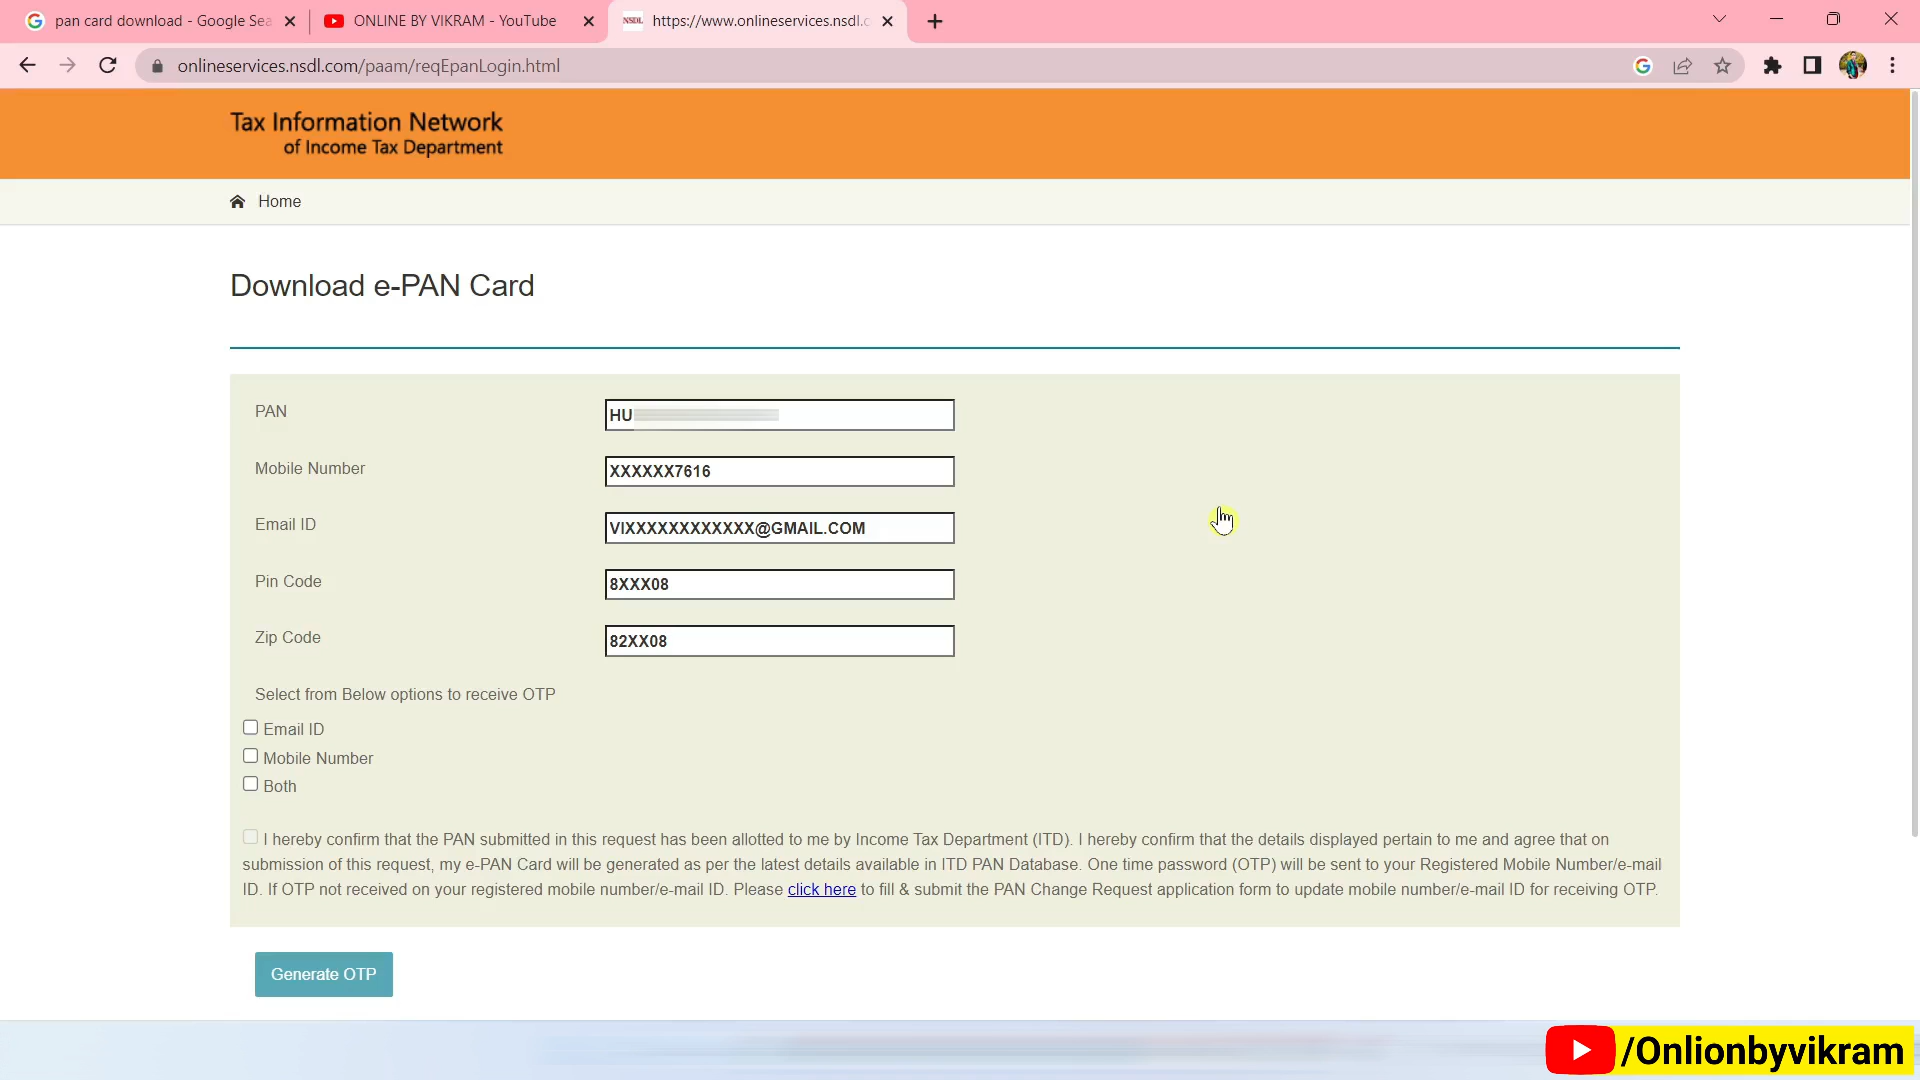 pan card download - Google Sea
ONLINE BY VIKRAM - YouTube
NSDL https://www.onlineservices.nsdl.c
onlineservices.nsdl.com/paam/reqEpanLogin.html
Tax Information Network
of Income Tax Department
Home
Download e-PAN Card
PAN HU
Mobile Number XXXXXX7616
Email ID VIXXXXXXXXXXXX@GMAIL.COM
Pin Code 8XXX08
Zip Code 82XX08
Select from Below options to receive OTP
Email ID
Mobile Number
Both
I hereby confirm that the PAN submitted in this request has been allotted to me by Income Tax Department (ITD). I hereby confirm that the details displayed pertain to me and agree that on
submission of this request, my e-PAN Card will be generated as per the latest details available in ITD PAN Database. One time password (OTP) will be sent to your Registered Mobile Number/e-mail
ID. If OTP not received on your registered mobile number/e-mail ID. Please click here to fill & submit the PAN Change Request application form to update mobile number/e-mail ID for receiving OTP.
Generate OTP
/Onlionbyvikram